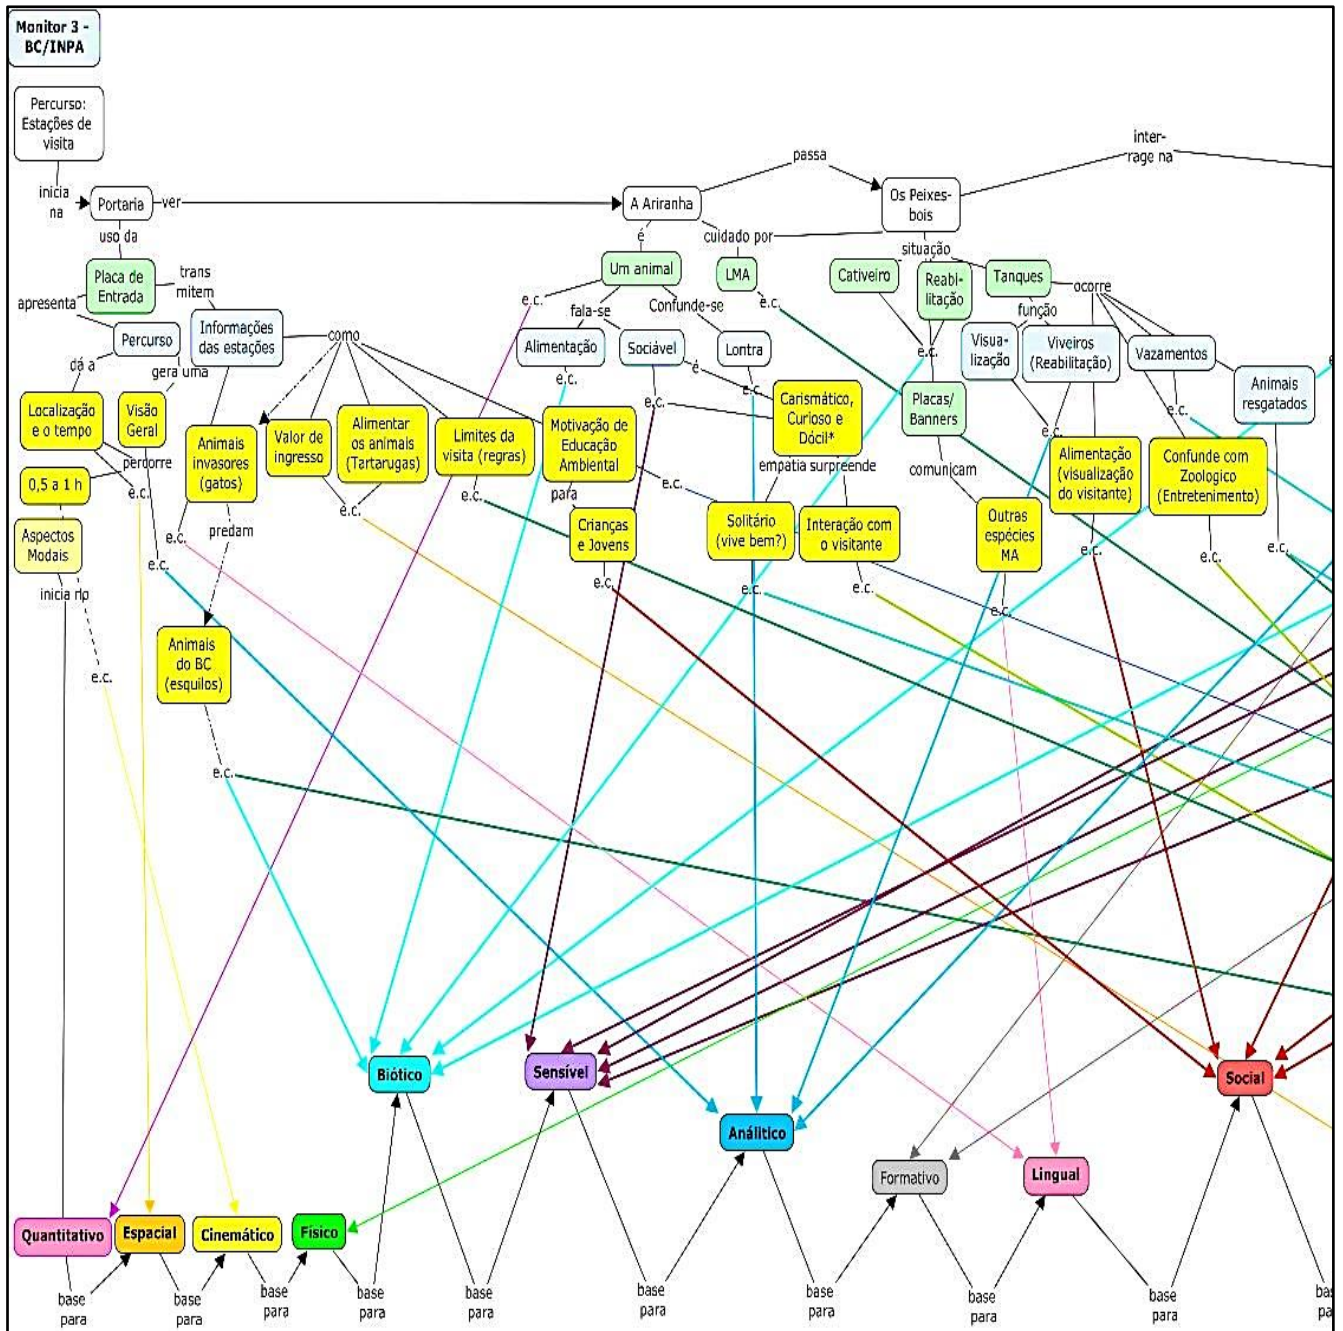 Monitor 3 -
BC/INPA
Percurso:
Estações de
visita
inter-
rage na
passa
inicia
na
Portaria
ver
A Ariranha
Os Peixes-
bois
uso da
é
cuidado por
situação
Placa de
Entrada
trans
mitem
Um animal
LMA
Cativeiro
Reabi-
litação
Tanques
ocorre
apresenta
e.c.
fala-se
Confunde-se
e.c.
função
Percurso
Informações
das estações
como
Alimentação
Sociável
Lontra
e.c.
Visua-
lização
Viveiros
(Reabilitação)
Vazamentos
dá a
gera uma
e.c.
é
e.c.
Animais
resgatados
Localização
e o tempo
Visão
Geral
Animais
invasores
(gatos)
Valor de
ingresso
Alimentar
os animais
(Tartarugas)
Limites da
visita (regras)
Motivação de
Educação
Ambiental
e.c.
Carismático,
Curioso e
Dócil*
Placas/
Banners
e.c.
e.c.
Alimentação
(visualização
do visitante)
Confunde com
Zoologico
(Entretenimento)
percorre
empatia surpreende
comunicam
0,5 a 1 h
e.c.
e.c.
e.c.
para
e.c.
Aspectos
Modais
e.c.
predam
Crianças
e Jovens
Solitário
(vive bem?)
Interação com
o visitante
Outras
espécies
MA
e.c.
e.c.
e.c.
e.c.
inicia no
e.c.
e.c.
e.c.
e.c.
Animais
do BC
(esquilos)
e.c.
e.c.
Biótico
Sensível
Social
Análitico
Formativo
Lingual
Quantitativo
Espacial
Cinemático
Físico
base
para
base
para
base
para
base
para
base
para
base
para
base
para
base
para
base
para